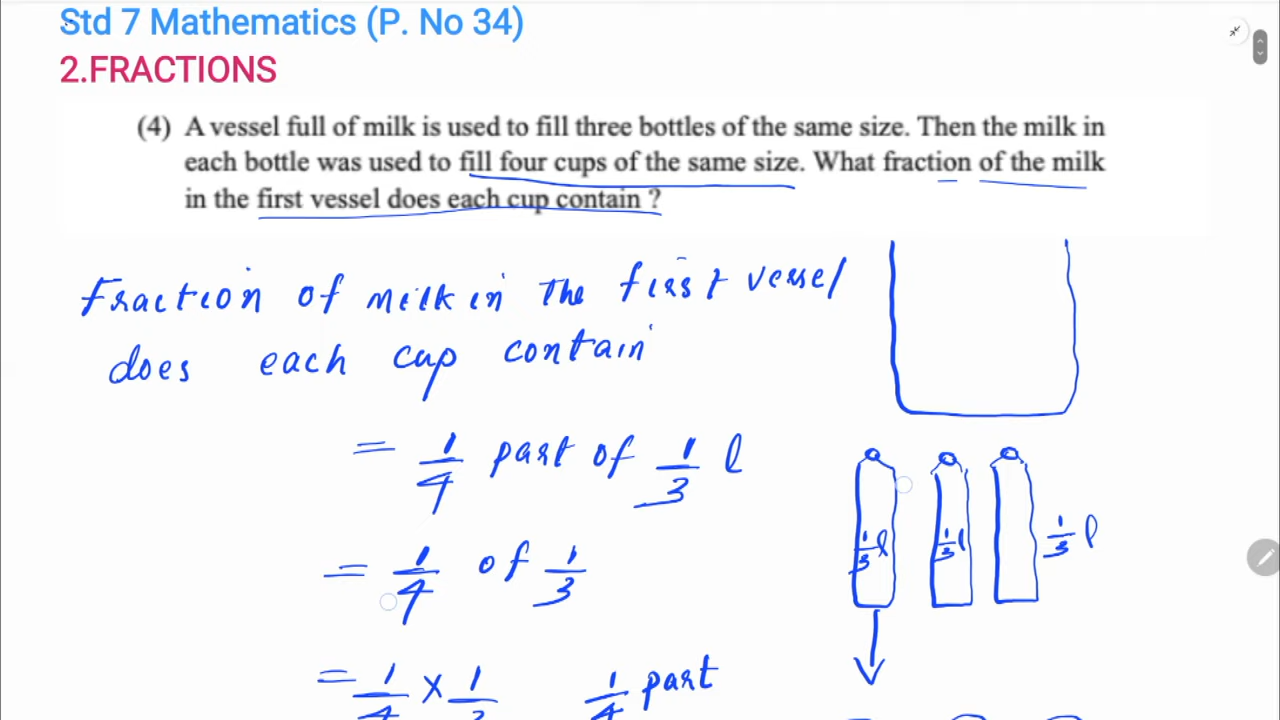 Std 7 Mathematics (P. No 34)
2.FRACTIONS
(4) A vessel full of milk is used to fill three bottles of the same size. Then the milk in
each bottle was used to fill four cups of the same size. What fraction of the milk
in the first vessel does each cup contain ?
Fraction of milk in the first vessel
does each cup contain
= 1/4 part of 1/3 l
1/3 l 1/3 l 1/3 l
= 1/4 of 1/3
= 1/4 × 1/3 1/4 part